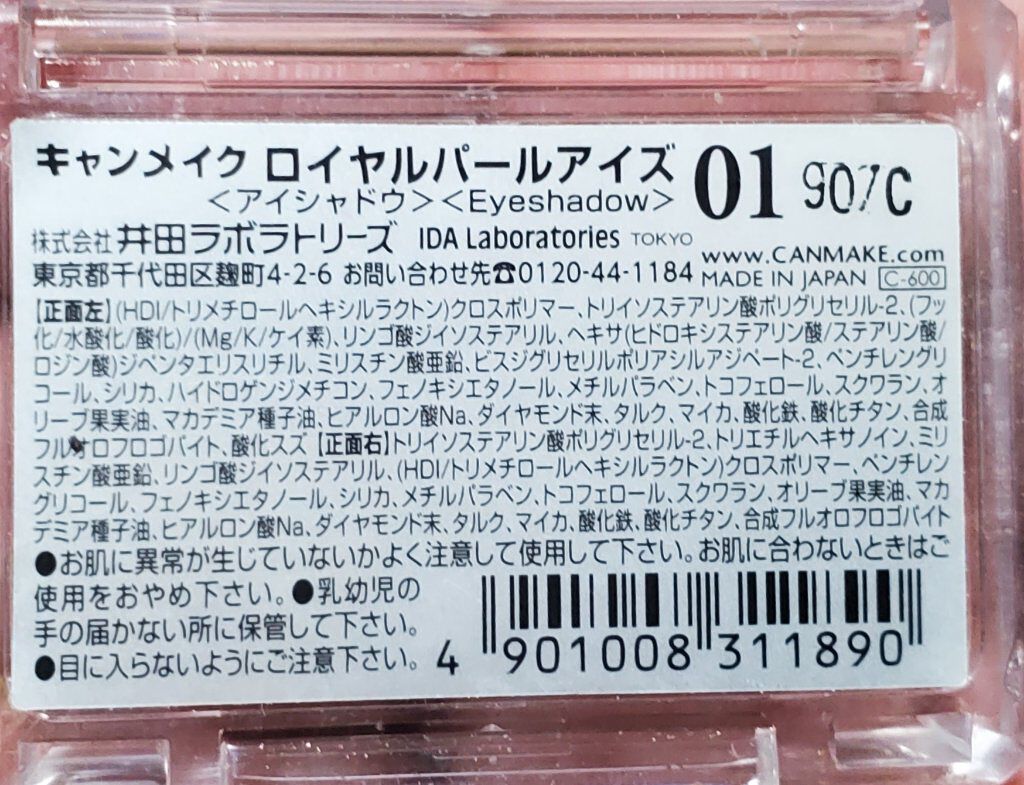 キャンメイク ロイヤルパールアイズ 01 907C
＜アイシャドウ＞＜Eyeshadow＞
株式会社 井田ラボラトリーズ IDA Laboratories TOKYO
www.CANMAKE.com
東京都千代田区麹町4-2-6 お問い合わせ先☎0120-44-1184
MADE IN JAPAN C-600
【正面左】(HDI/トリメチロールヘキシルラクトン)クロスポリマー、トリイソステアリン酸ポリグリセリル-2、(フッ
化/水酸化/酸化)/(Mg/K/ケイ素)、リンゴ酸ジイソステアリル、ヘキサ(ヒドロキシステアリン酸/ステアリン酸/
ロジン酸)ジペンタエリスリチル、ミリスチン酸亜鉛、ビスジグリセリルポリアシルアジペート-2、ペンチレングリ
コール、シリカ、ハイドロゲンジメチコン、フェノキシエタノール、メチルパラベン、トコフェロール、スクワラン、オ
リーブ果実油、マカデミア種子油、ヒアルロン酸Na、ダイヤモンド末、タルク、マイカ、酸化鉄、酸化チタン、合成
フルオロフロゴパイト、酸化スズ【正面右】トリイソステアリン酸ポリグリセリル-2、トリエチルヘキサノイン、ミリ
スチン酸亜鉛、リンゴ酸ジイソステアリル、(HDI/トリメチロールヘキシルラクトン)クロスポリマー、ペンチレン
グリコール、フェノキシエタノール、シリカ、メチルパラベン、トコフェロール、スクワラン、オリーブ果実油、マカ
デミア種子油、ヒアルロン酸Na、ダイヤモンド末、タルク、マイカ、酸化鉄、酸化チタン、合成フルオロフロゴパイト
●お肌に異常が生じていないかよく注意して使用して下さい。お肌に合わないときはご
使用をおやめ下さい。●乳幼児の
手の届かない所に保管して下さい。
●目に入らないようにご注意下さい。
4 901008 311890